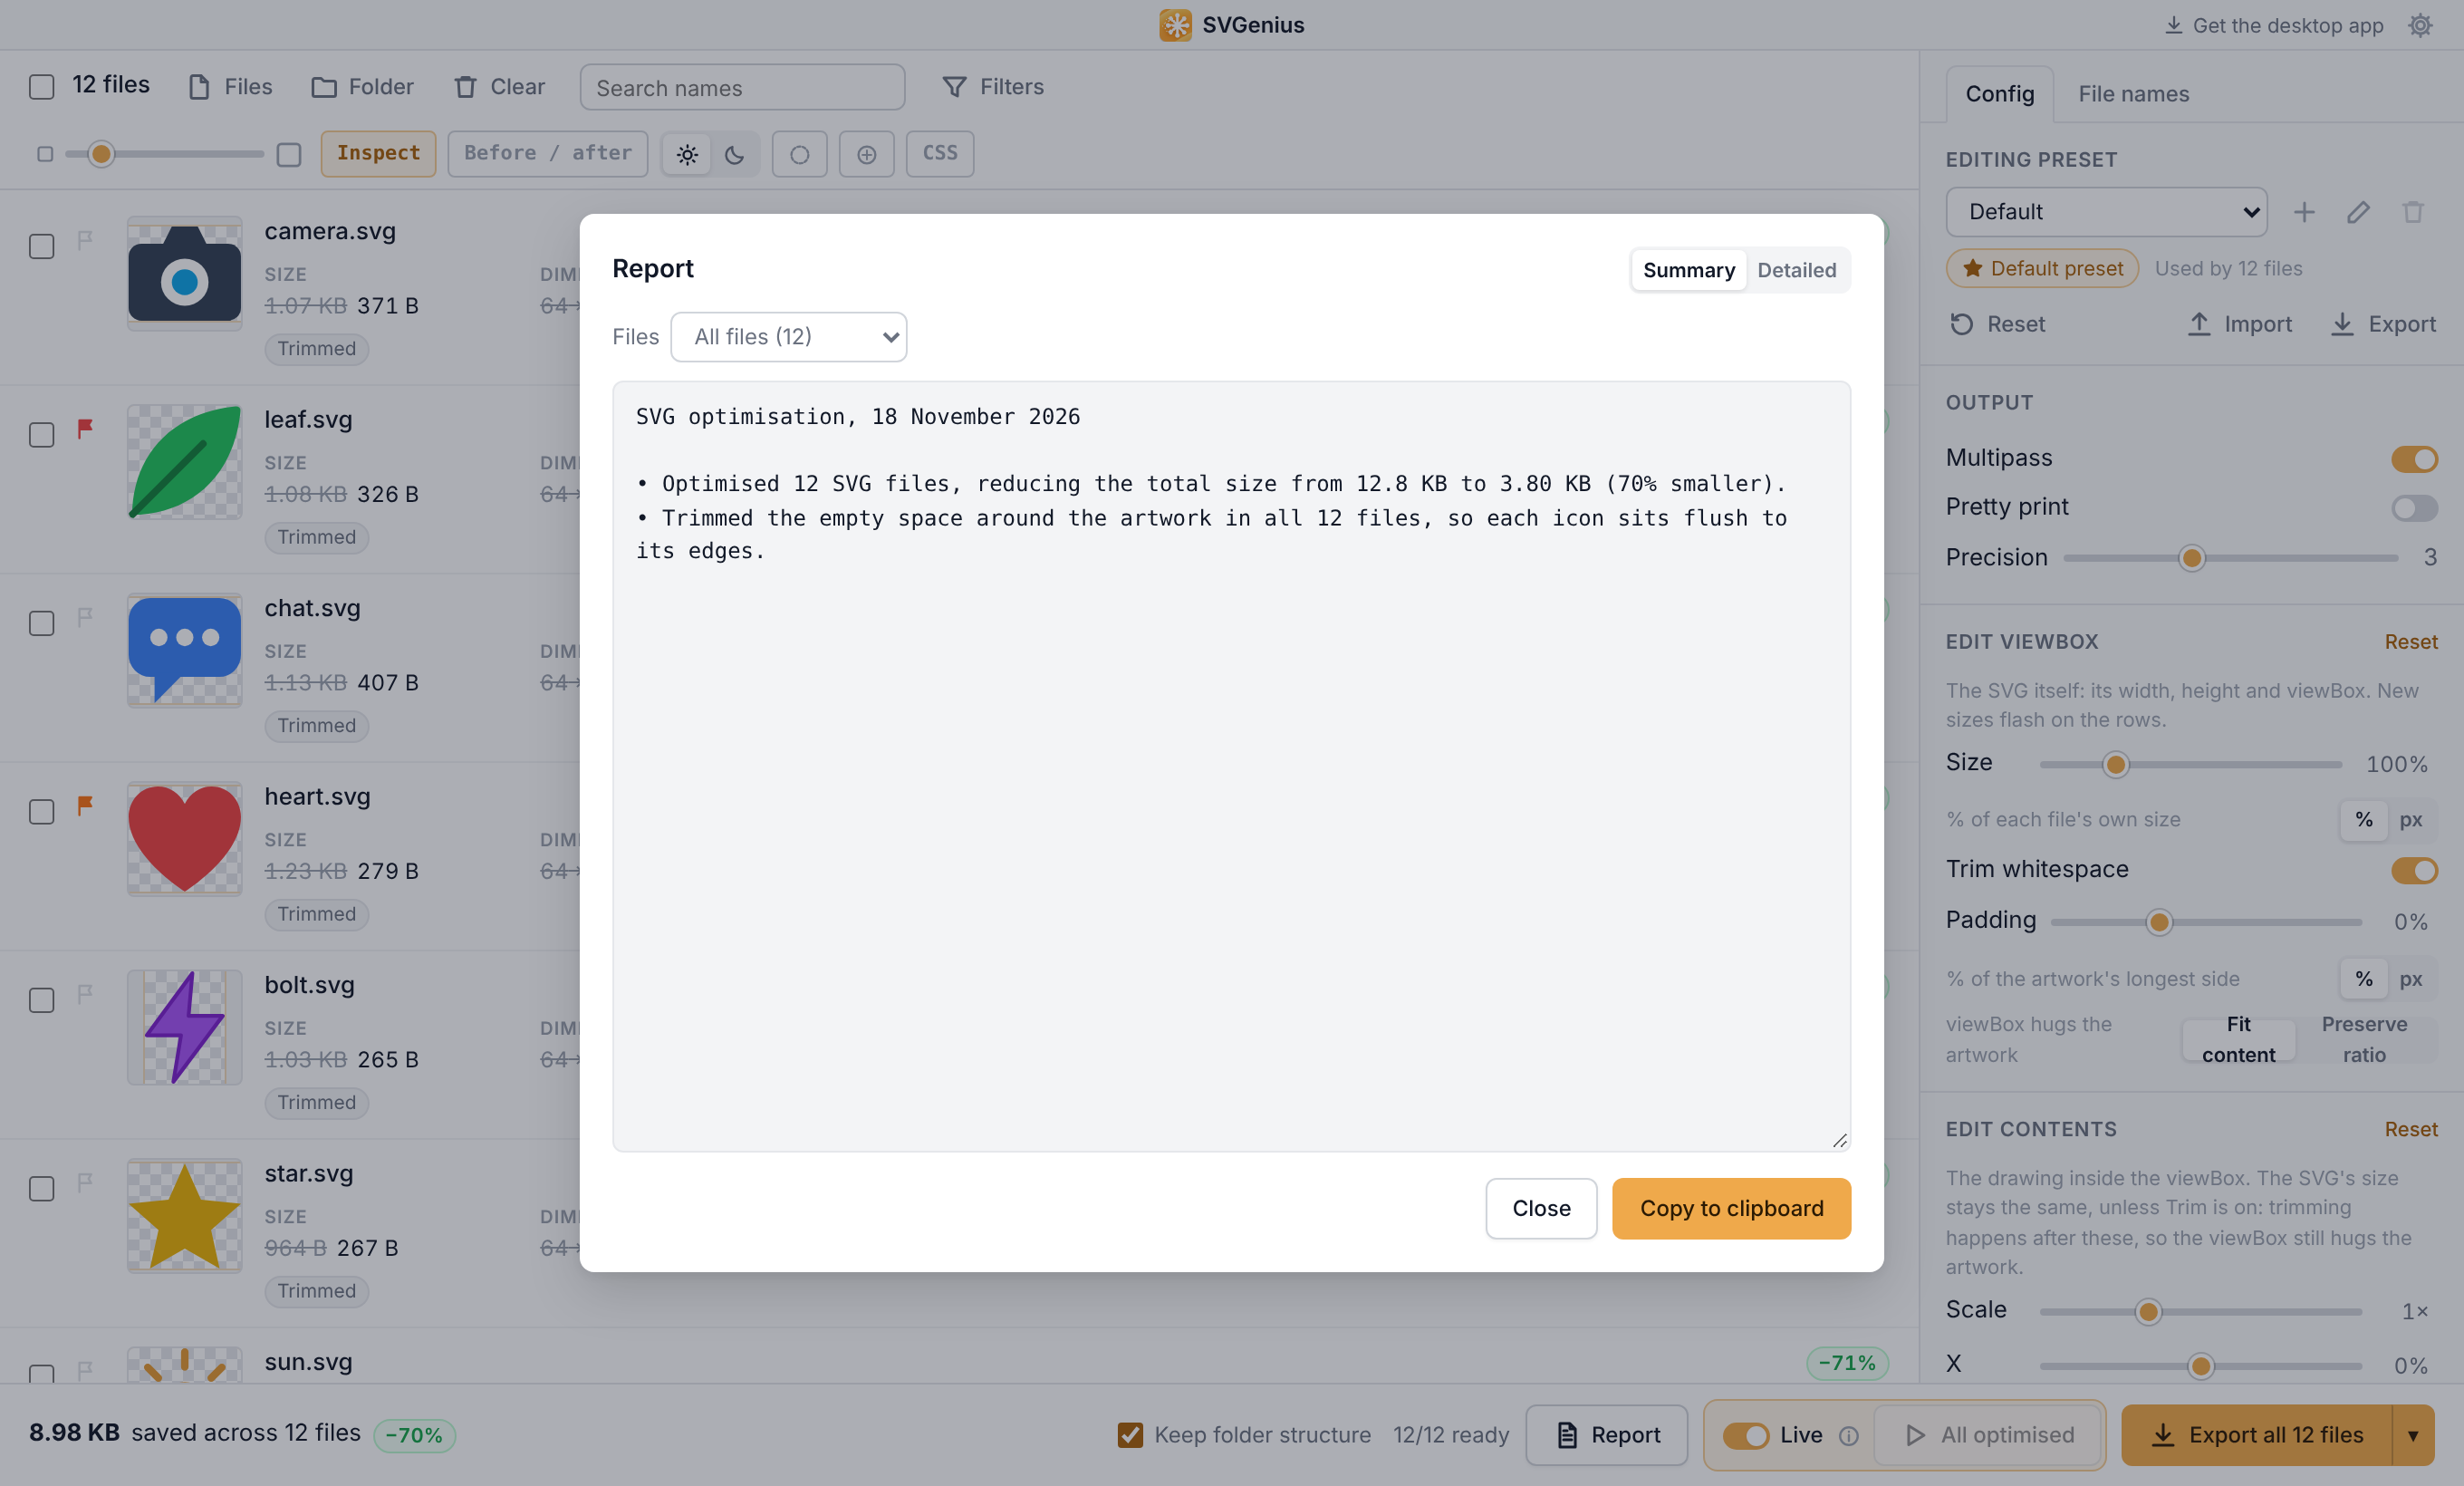 SVGenius
Get the desktop app
12 files
Files
Folder
Clear
Search names
Filters
Inspect
Before / after
CSS
Config
File names
EDITING PRESET
Default
Default preset
Used by 12 files
Reset
Import
Export
OUTPUT
Multipass
Pretty print
Precision
3
EDIT VIEWBOX
Reset
The SVG itself: its width, height and viewBox. New
sizes flash on the rows.
Size
100%
% of each file's own size
%
px
Trim whitespace
Padding
0%
% of the artwork's longest side
%
px
viewBox hugs the
artwork
Fit
content
Preserve
ratio
EDIT CONTENTS
Reset
The drawing inside the viewBox. The SVG's size
stays the same, unless Trim is on: trimming
happens after these, so the viewBox still hugs the
artwork.
Scale
1×
X
0%
camera.svg
SIZE
1.07 KB 371 B
Trimmed
64
leaf.svg
SIZE
1.08 KB 326 B
Trimmed
64
chat.svg
SIZE
1.13 KB 407 B
Trimmed
64
heart.svg
SIZE
1.23 KB 279 B
Trimmed
64
bolt.svg
SIZE
1.03 KB 265 B
Trimmed
64
star.svg
SIZE
964 B 267 B
Trimmed
64
sun.svg
−71%
Report
Summary
Detailed
Files
All files (12)
SVG optimisation, 18 November 2026
• Optimised 12 SVG files, reducing the total size from 12.8 KB to 3.80 KB (70% smaller).
• Trimmed the empty space around the artwork in all 12 files, so each icon sits flush to
its edges.
Close
Copy to clipboard
8.98 KB saved across 12 files
−70%
Keep folder structure
12/12 ready
Report
Live
All optimised
Export all 12 files